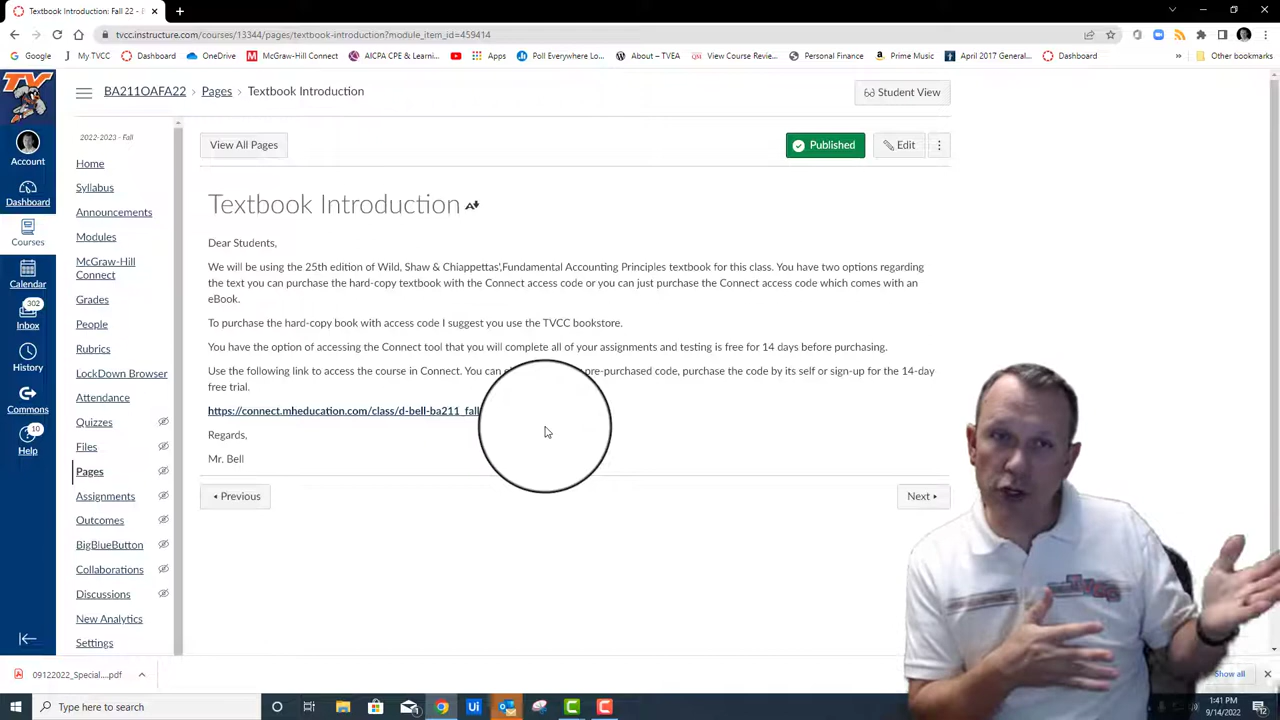 Textbook Introduction: Fall 22 - B
tvcc.instructure.com/courses/13344/pages/textbook-introduction?module_item_id=459414
Google My TVCC Dashboard OneDrive McGraw-Hill Connect AICPA CPE & Learni... Apps Poll Everywhere Lo... About – TVEA View Course Review... Personal Finance Prime Music April 2017 General... Dashboard Other bookmarks
TV
BA211OAFA22 Pages Textbook Introduction
Student View
2022-2023 - Fall
Account
Dashboard
Courses
Calendar
302
Inbox
History
Commons
10
Help
Home
Syllabus
Announcements
Modules
McGraw-Hill
Connect
Grades
People
Rubrics
LockDown Browser
Attendance
Quizzes
Files
Pages
Assignments
Outcomes
BigBlueButton
Collaborations
Discussions
New Analytics
Settings
View All Pages
Published Edit
Textbook Introduction
Dear Students,
We will be using the 25th edition of Wild, Shaw & Chiappettas',Fundamental Accounting Principles textbook for this class. You have two options regarding
the text you can purchase the hard-copy textbook with the Connect access code or you can just purchase the Connect access code which comes with an
eBook.
To purchase the hard-copy book with access code I suggest you use the TVCC bookstore.
You have the option of accessing the Connect tool that you will complete all of your assignments and testing is free for 14 days before purchasing.
Use the following link to access the course in Connect. You can pre-purchased code, purchase the code by its self or sign-up for the 14-day
free trial.
https://connect.mheducation.com/class/d-bell-ba211_fall
Regards,
Mr. Bell
Previous Next
TVCC
09122022_Special....pdf
Show all
Type here to search
Ui
1:41 PM
9/14/2022
12